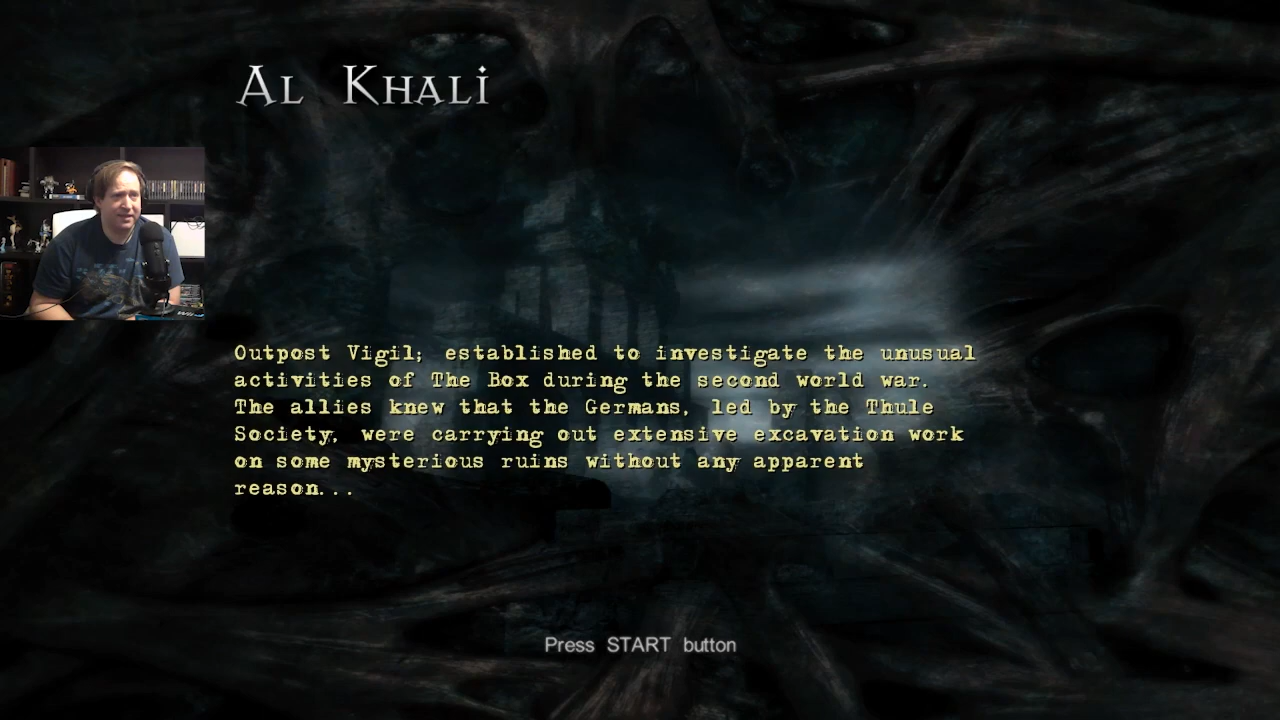 Al Khali
Outpost Vigil; established to investigate the unusual
activities of The Box during the second world war.
The allies knew that the Germans, led by the Thule
Society, were carrying out extensive excavation work
on some mysterious ruins without any apparent
reason...
Press START button